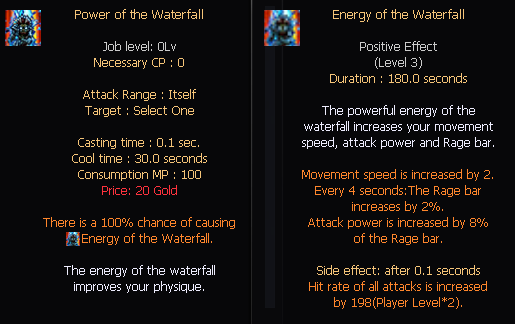 Power of the Waterfall
Job level: 0Lv
Necessary CP : 0
Attack Range : Itself
Target : Select One
Casting time : 0.1 sec.
Cool time : 30.0 seconds
Consumption MP : 100
Price: 20 Gold
There is a 100% chance of causing
Energy of the Waterfall.
The energy of the waterfall
improves your physique.
Energy of the Waterfall
Positive Effect
(Level 3)
Duration : 180.0 seconds
The powerful energy of the
waterfall increases your movement
speed, attack power and Rage bar.
Movement speed is increased by 2.
Every 4 seconds:The Rage bar
increases by 2%.
Attack power is increased by 8%
of the Rage bar.
Side effect: after 0.1 seconds
Hit rate of all attacks is increased
by 198(Player Level*2).